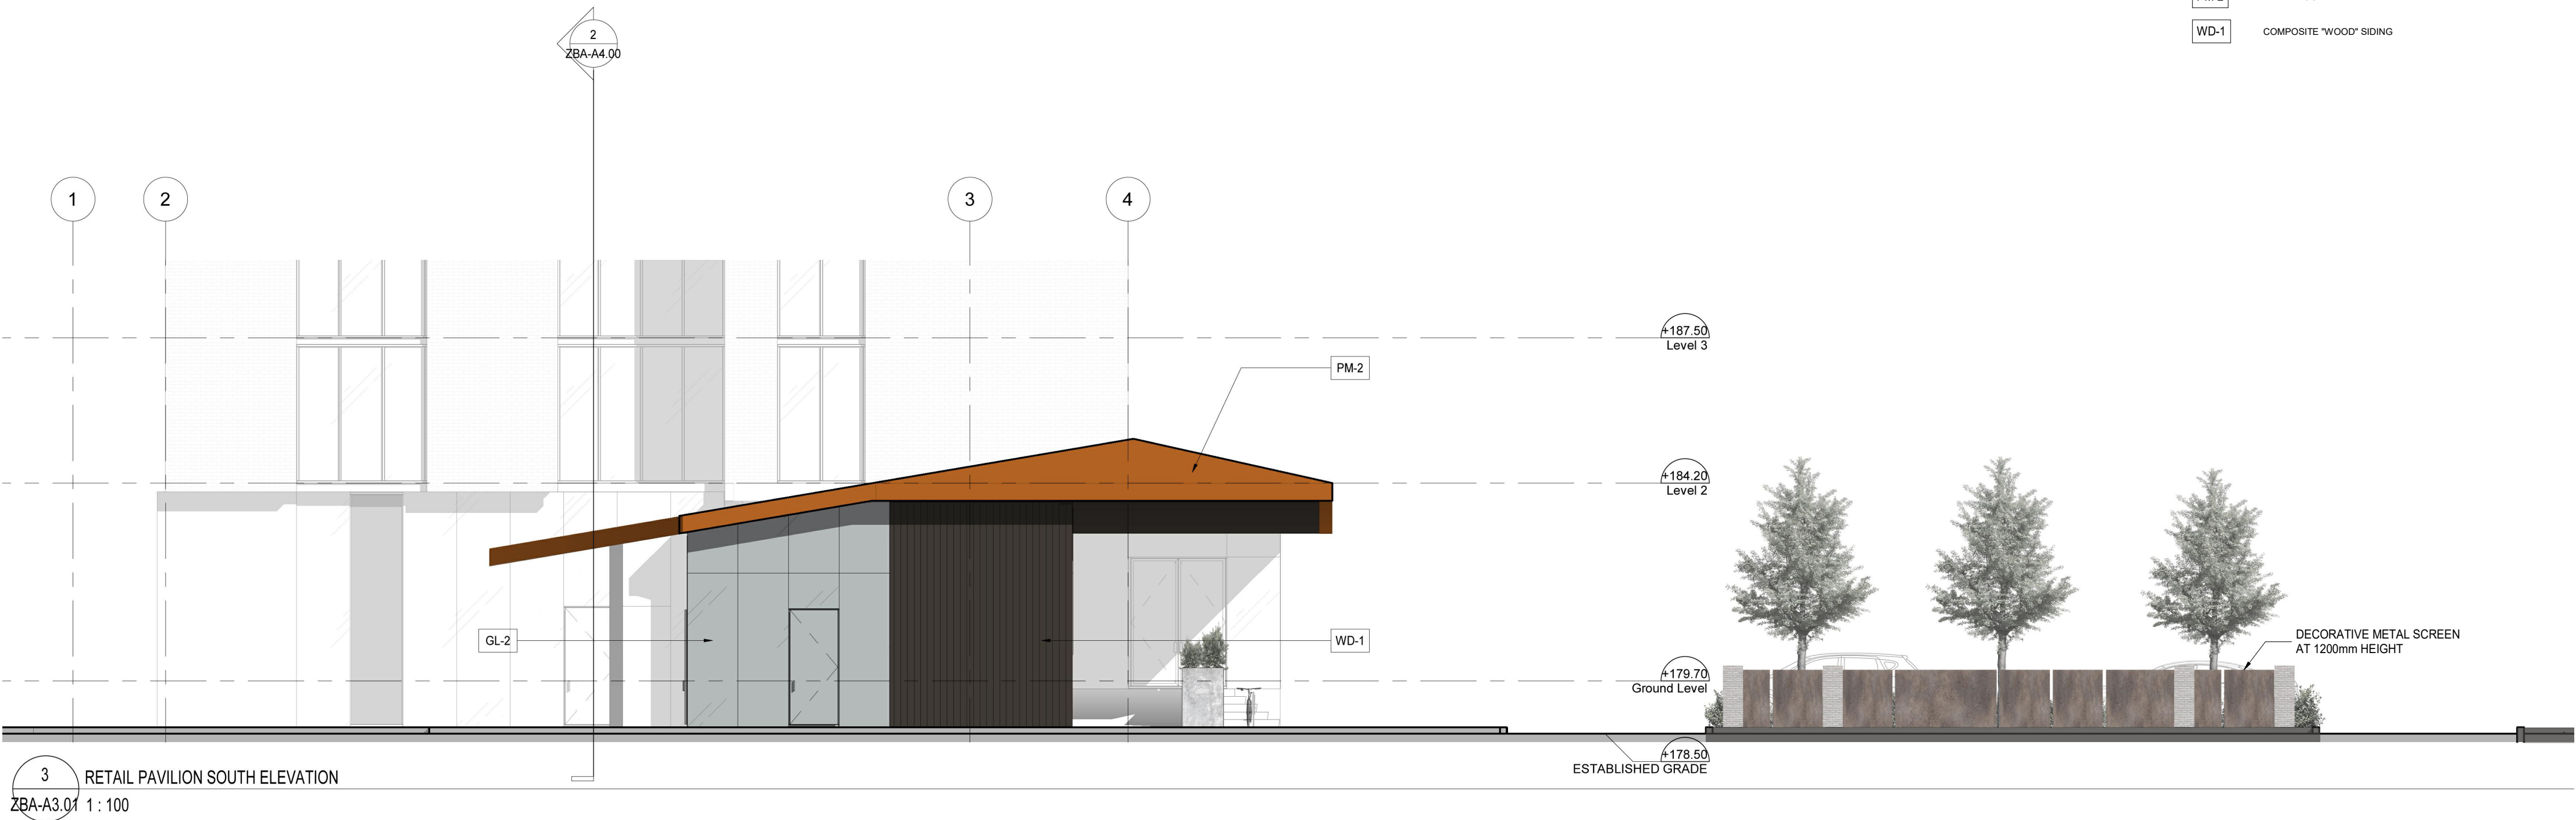 WD-1
COMPOSITE "WOOD" SIDING
2
ZBA-A4.00
1
2
3
4
+187.50
Level 3
PM-2
+184.20
Level 2
GL-2
WD-1
DECORATIVE METAL SCREEN
AT 1200mm HEIGHT
+179.70
Ground Level
+178.50
ESTABLISHED GRADE
3
RETAIL PAVILION SOUTH ELEVATION
ZBA-A3.01
1 : 100